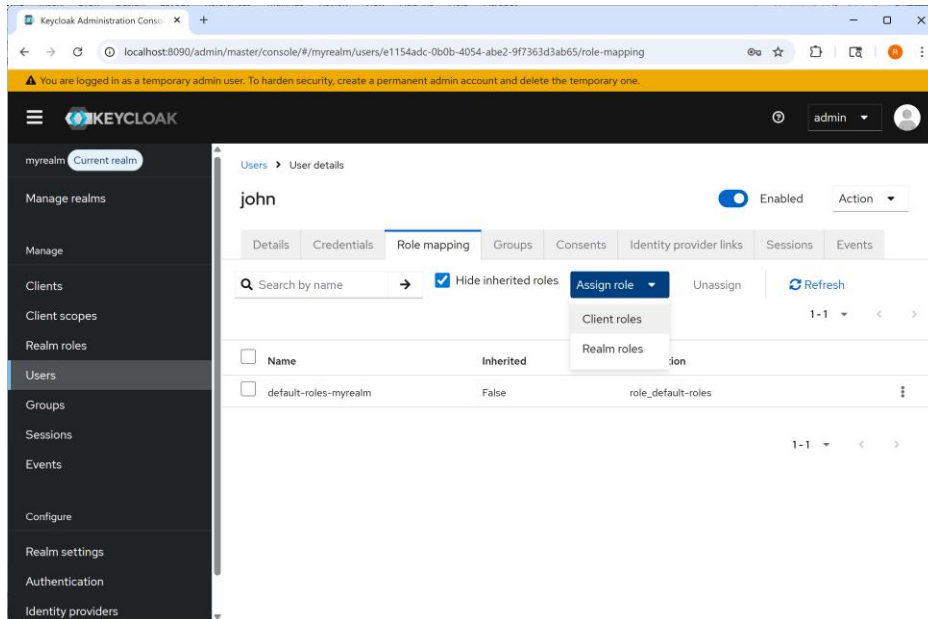 Keycloak Administration Conso
localhost:8090/admin/master/console/#/myrealm/users/e1154adc-0b0b-4054-abe2-9f7363d3ab65/role-mapping
R
You are logged in as a temporary admin user. To harden security, create a permanent admin account and delete the temporary one.
KEYCLOAK
admin
myrealm Current realm
Manage realms
Manage
Clients
Client scopes
Realm roles
Users
Groups
Sessions
Events
Configure
Realm settings
Authentication
Identity providers
Users > User details
john
Enabled
Action
Details Credentials Role mapping Groups Consents Identity provider links Sessions Events
Search by name
Hide inherited roles
Assign role
Unassign
Refresh
Client roles
Realm roles
1-1
Name Inherited
default-roles-myrealm False role_default-roles
1-1